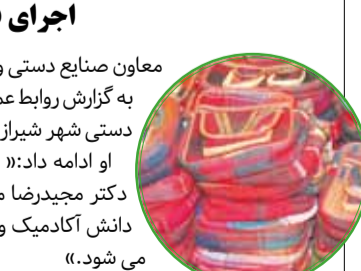 اجرای
معاون صنایع دستی و
به گزارش روابط عم
دستی شهر شیراز
او ادامه داد:«
دکتر مجیدرضا م
دانش آکادمیک و
می شود.»